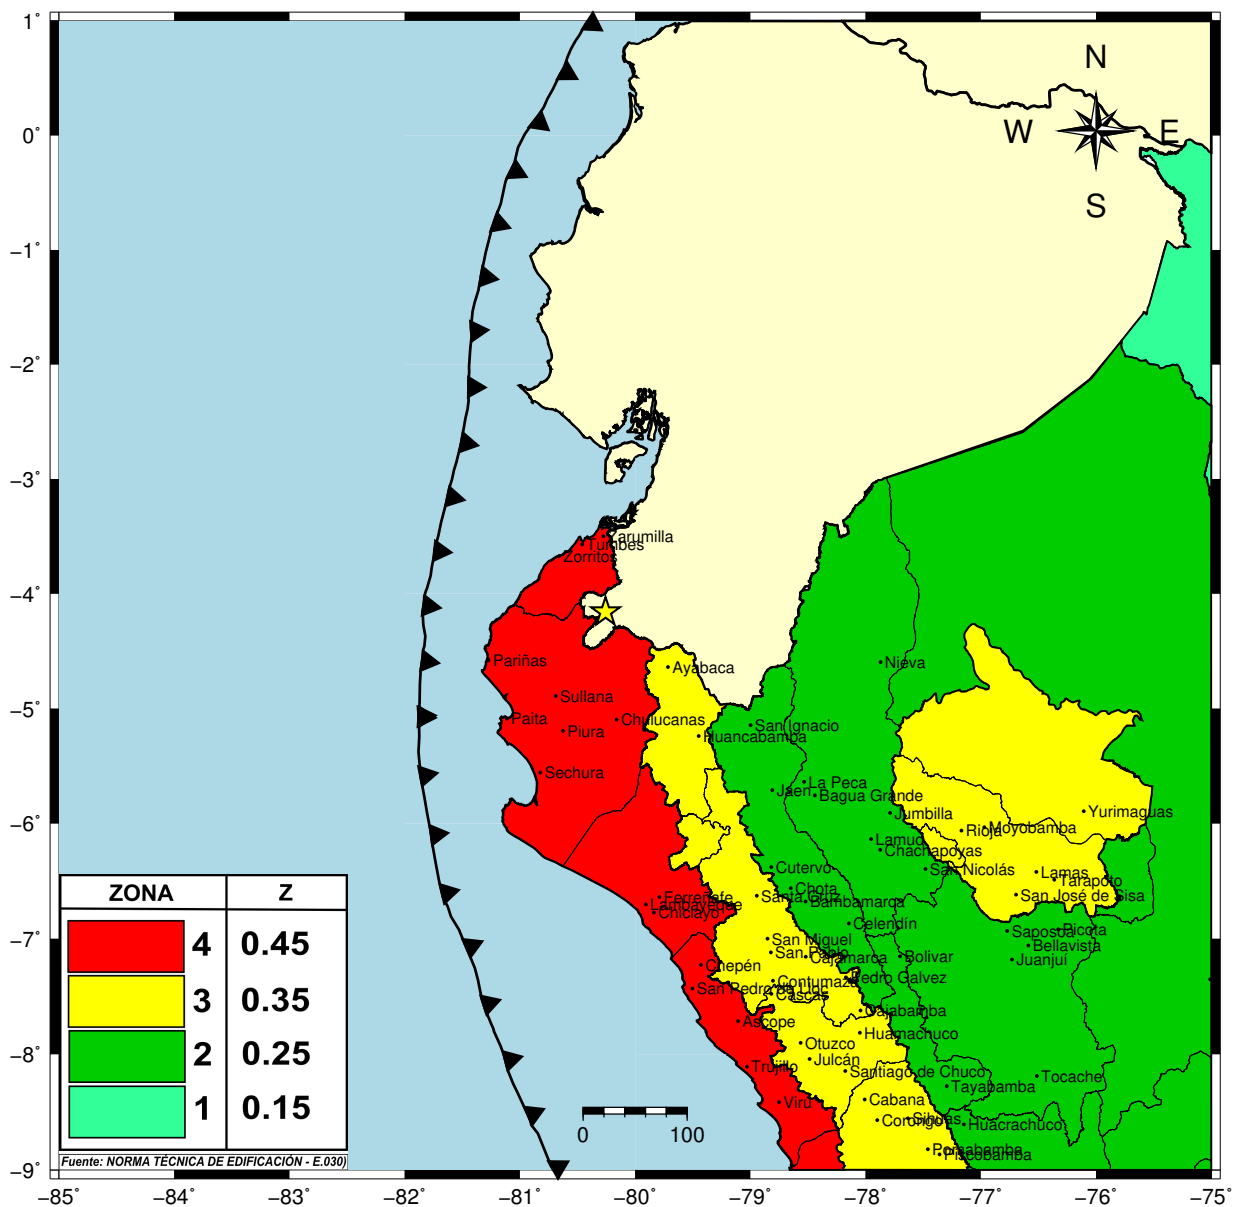 1˚
0˚
−1˚
−2˚
−3˚
−4˚
−5˚
−6˚
−7˚
−8˚
−9˚
N
W E
S
Zarumilla
Tumbes
Zorritos
Pariñas
Ayabaca
Nieva
Sullana
Paita
Chulucanas
San Ignacio
Piura
Huancabamba
Sechura
La Peca
Jaen
Bagua Grande
Jumbilla
Yurimaguas
Rioja
Moyobamba
Lamud
Chachapoyas
Cutervo
San Nicolás
Lamas
Tarapoto
Chota
Ferreñafe
Santa Cruz
San José de Sisa
Lambayeque
Bambamarca
Chiclayo
Celendín
Saposoa
Picota
San Miguel
Bellavista
San Pablo
Cajamarca
Bolivar
Juanjuí
Chepén
Contumaza
Pedro Galvez
San Pedro de Lloc
Cascas
Cajabamba
Ascope
Huamachuco
Otuzco
Julcán
Trujillo
Santiago de Chuco
Tocache
Tayabamba
Virú
Cabana
Corongo
Sihuas
Huacrachuco
Pomabamba
Piscobamba
ZONA Z
4 0.45
3 0.35
2 0.25
1 0.15
Fuente: NORMA TÉCNICA DE EDIFICACIÓN - E.030)
0 100
−85 −84 −83 −82 −81 −80 −79 −78 −77 −76 −75˚